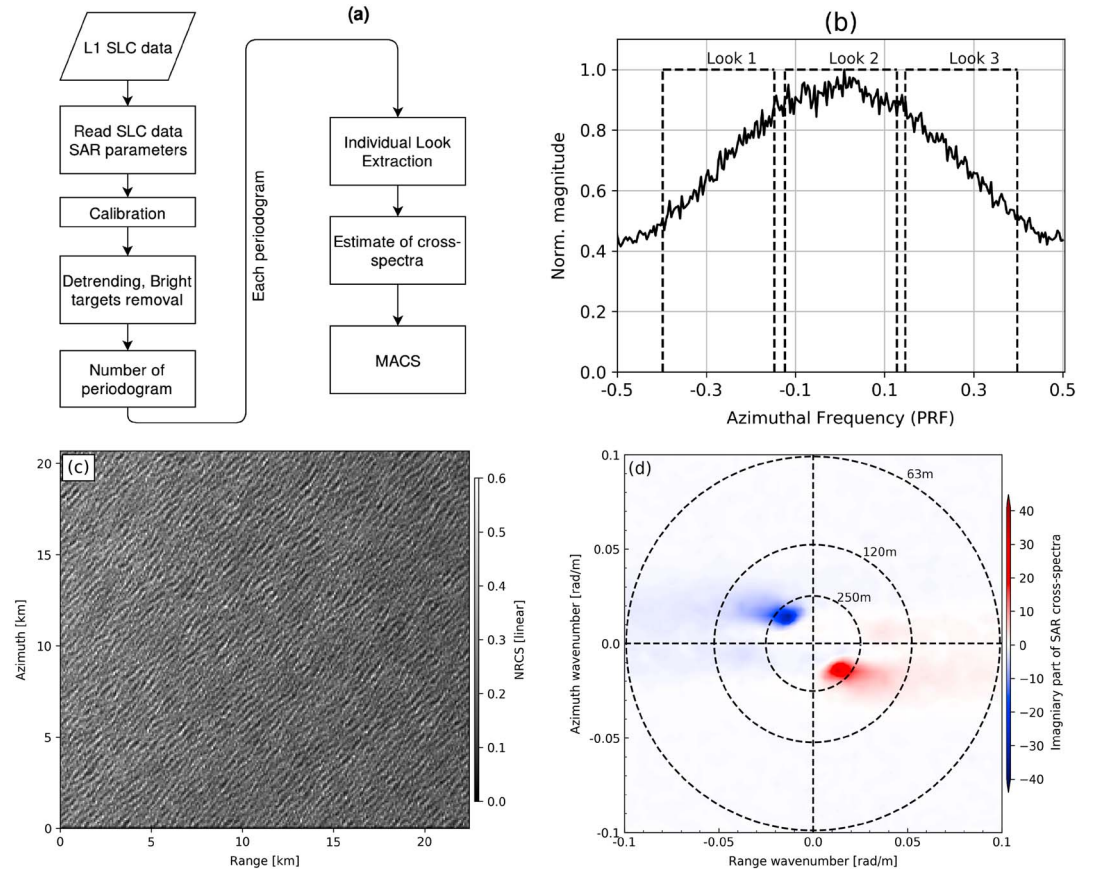 (a)
L1 SLC data
Read SLC data
SAR parameters
Calibration
Detrending, Bright
targets removal
Number of
periodogram
Each periodogram
Individual Look
Extraction
Estimate of cross-
spectra
MACS
(b)
Look 1
Look 2
Look 3
1.0
0.8
0.6
0.4
0.2
0.0
Norm. magnitude
-0.5
-0.3
-0.1
0.1
0.3
0.5
Azimuthal Frequency (PRF)
(c)
20
15
10
5
0
Azimuth [km]
0
5
10
15
20
Range [km]
0.6
0.5
0.4
0.3
0.2
0.1
0.0
NRCS [linear]
(d)
63m
120m
250m
0.1
0.05
0.0
-0.05
-0.1
Azimuth wavenumber [rad/m]
-0.1
-0.05
0.0
0.05
0.1
Range wavenumber [rad/m]
40
30
20
10
0
−10
−20
−30
−40
Imagniary part of SAR cross-spectra